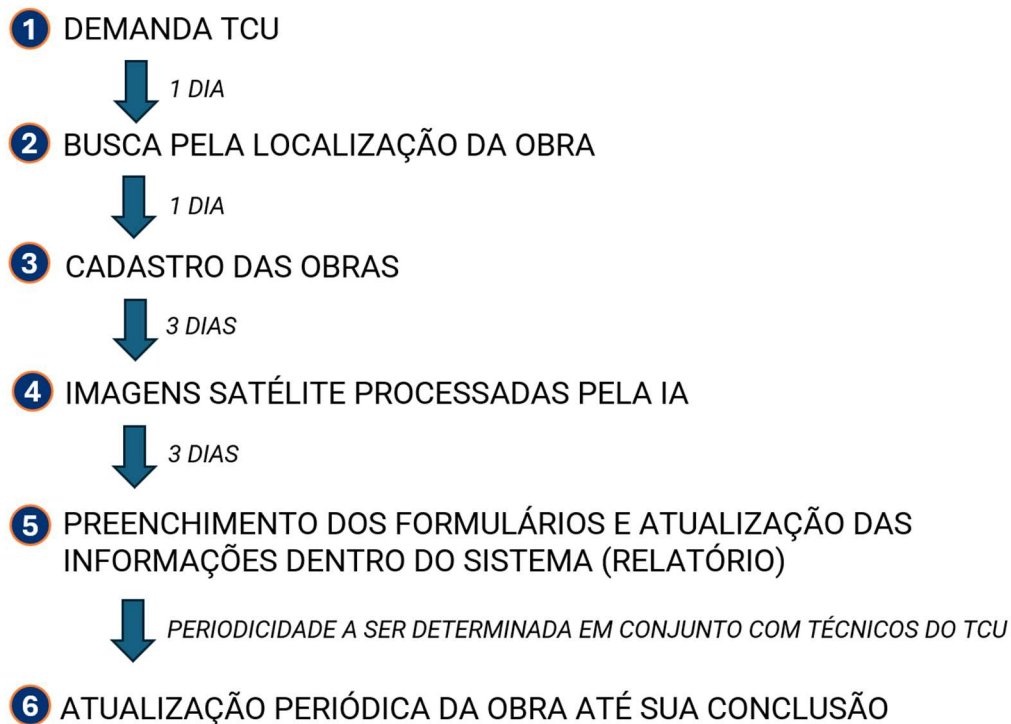 1 DEMANDA TCU
1 DIA
2 BUSCA PELA LOCALIZAÇÃO DA OBRA
1 DIA
3 CADASTRO DAS OBRAS
3 DIAS
4 IMAGENS SATÉLITE PROCESSADAS PELA IA
3 DIAS
5 PREENCHIMENTO DOS FORMULÁRIOS E ATUALIZAÇÃO DAS
INFORMAÇÕES DENTRO DO SISTEMA (RELATÓRIO)
PERIODICIDADE A SER DETERMINADA EM CONJUNTO COM TÉCNICOS DO TCU
6 ATUALIZAÇÃO PERIÓDICA DA OBRA ATÉ SUA CONCLUSÃO